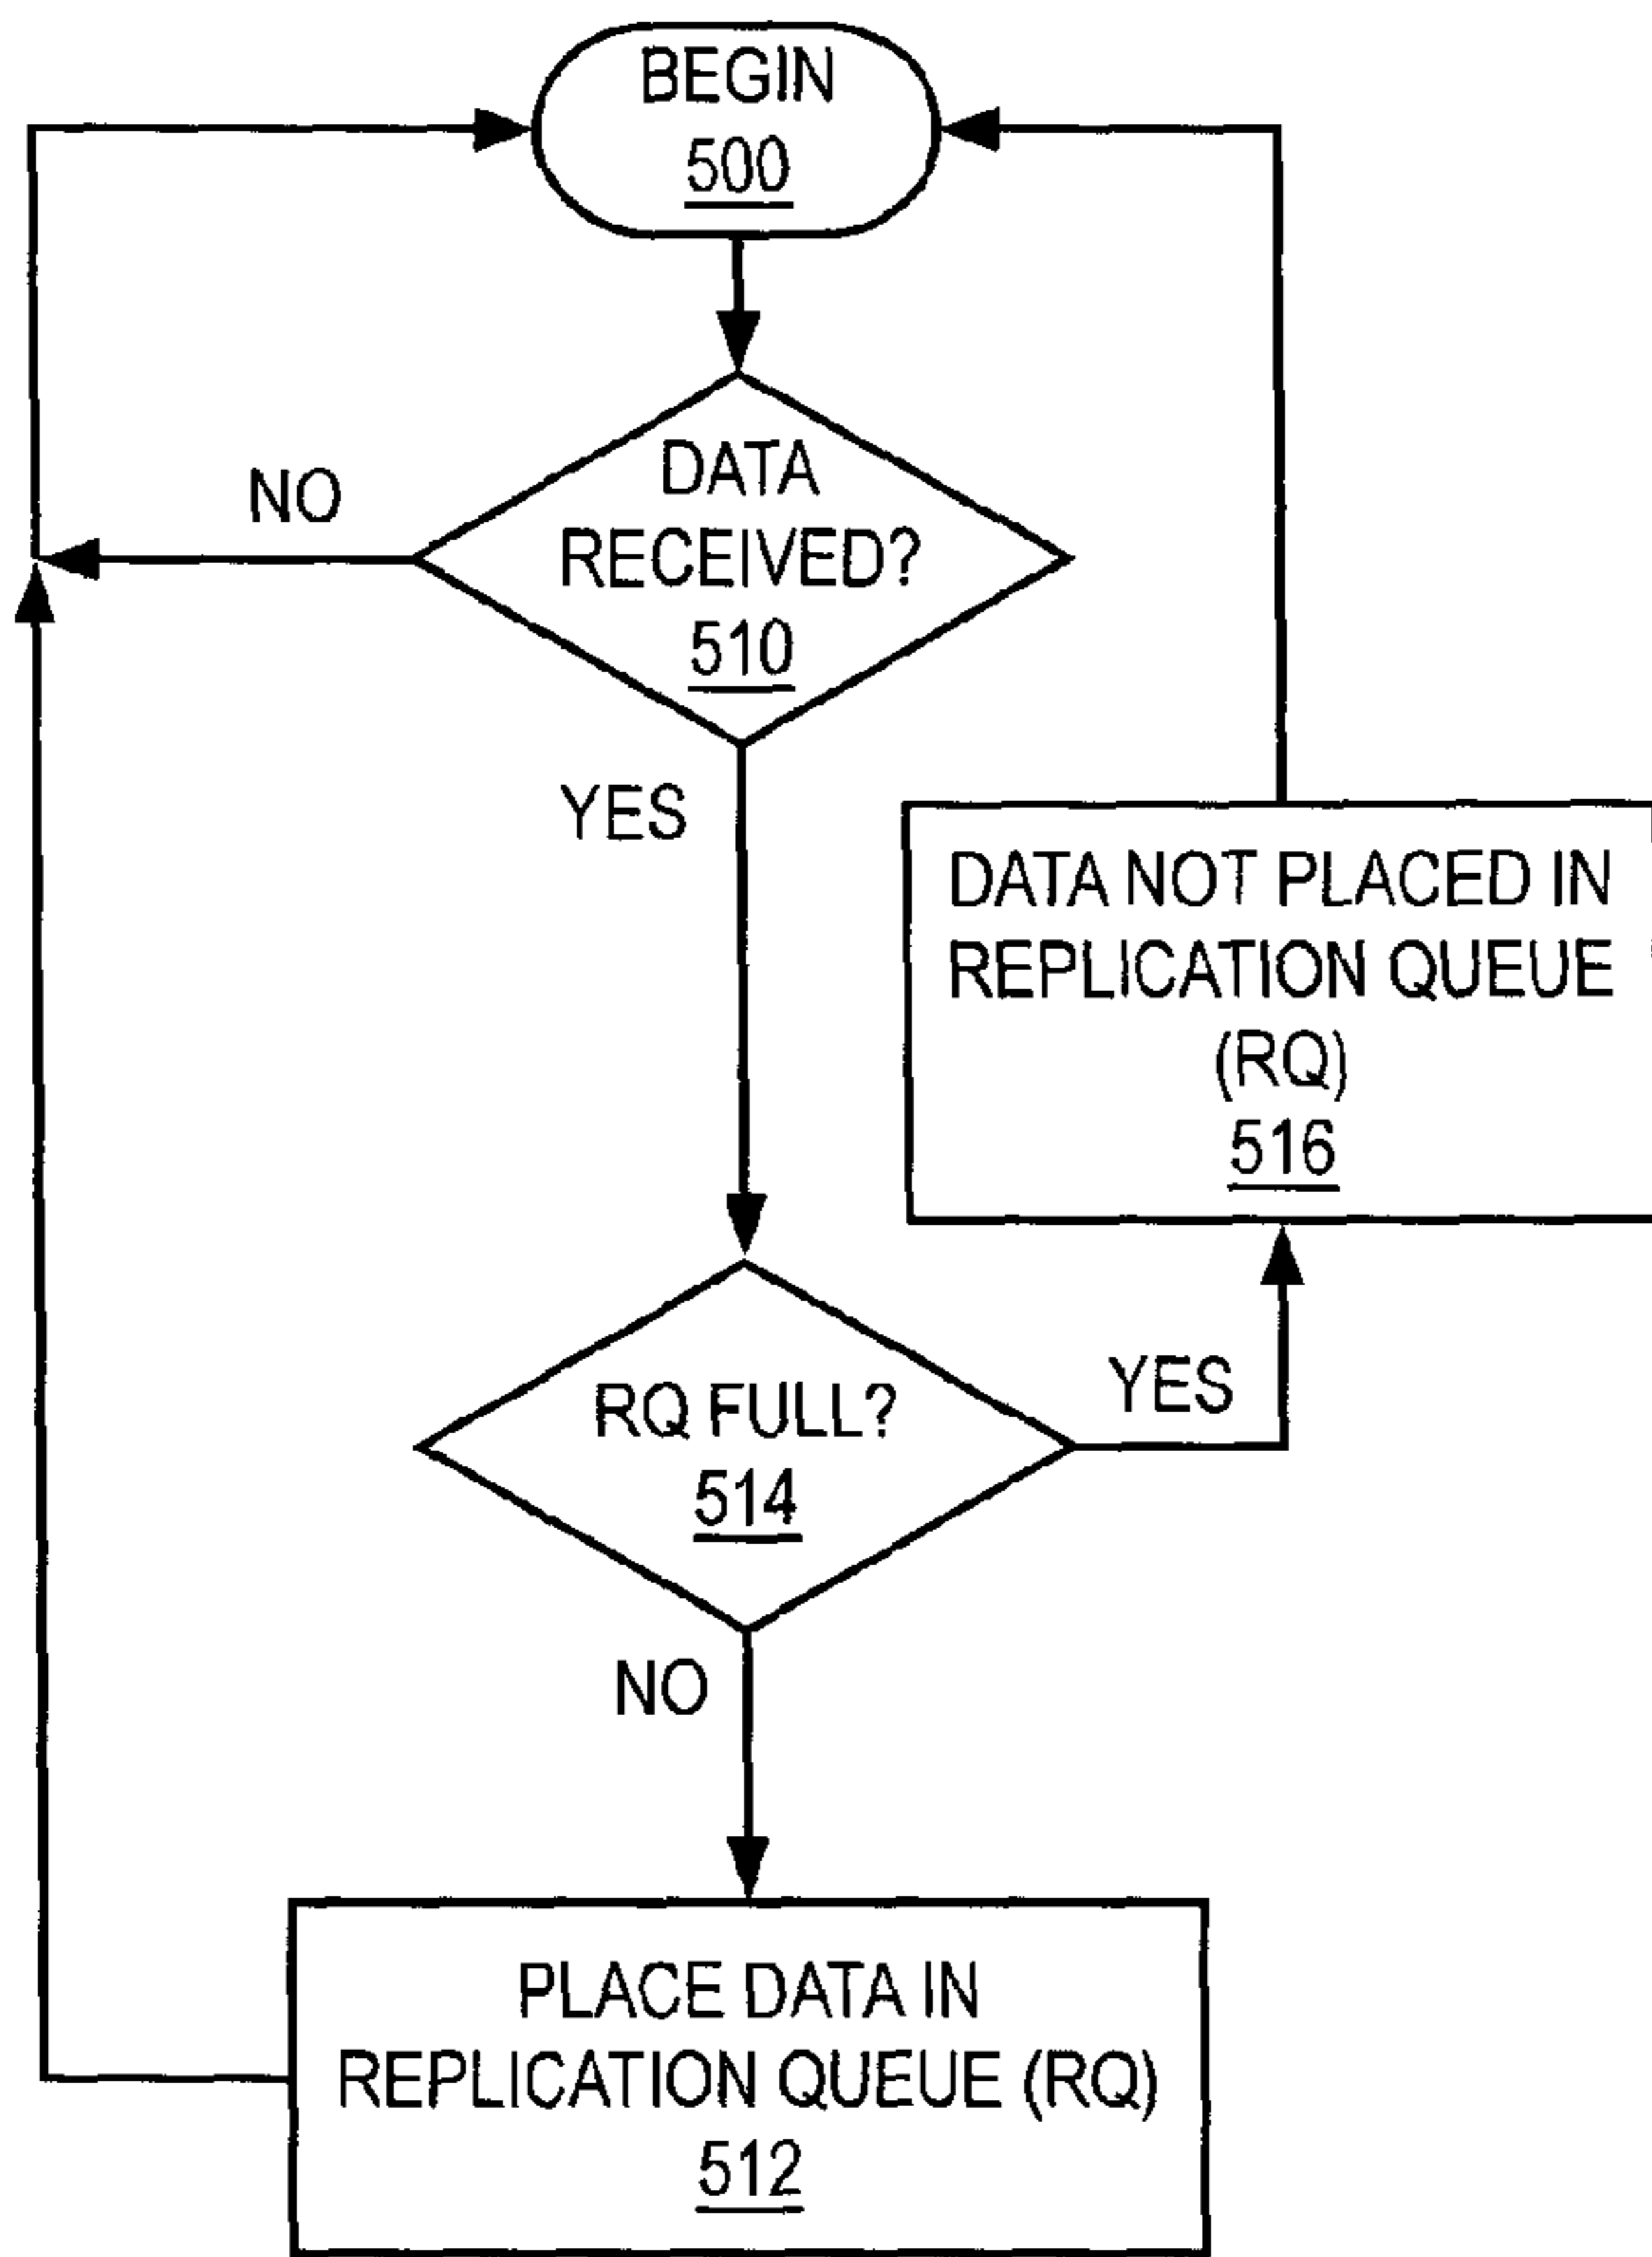 BEGIN
500
DATA
RECEIVED?
510
NO
YES
DATA NOT PLACED IN
REPLICATION QUEUE
(RQ)
516
RQ FULL?
514
YES
NO
PLACE DATA IN
REPLICATION QUEUE (RQ)
512